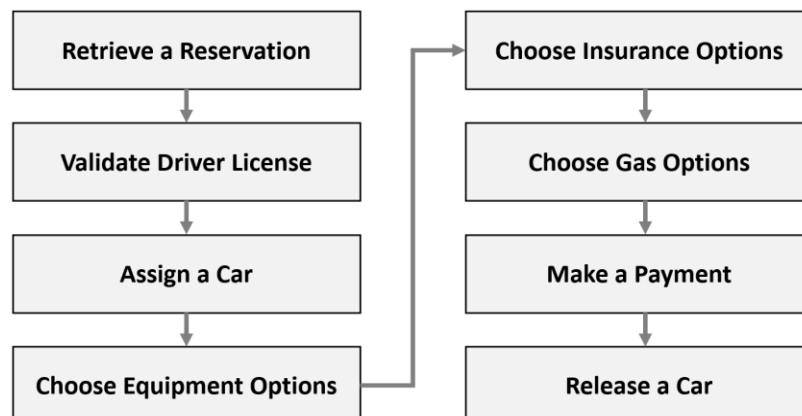 Retrieve a Reservation
Validate Driver License
Assign a Car
Choose Equipment Options
Choose Insurance Options
Choose Gas Options
Make a Payment
Release a Car